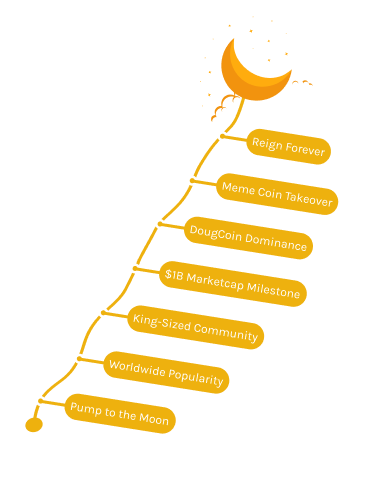 Reign Forever
Meme Coin Takeover
DougCoin Dominance
$1B Marketcap Milestone
King-Sized Community
Worldwide Popularity
Pump to the Moon